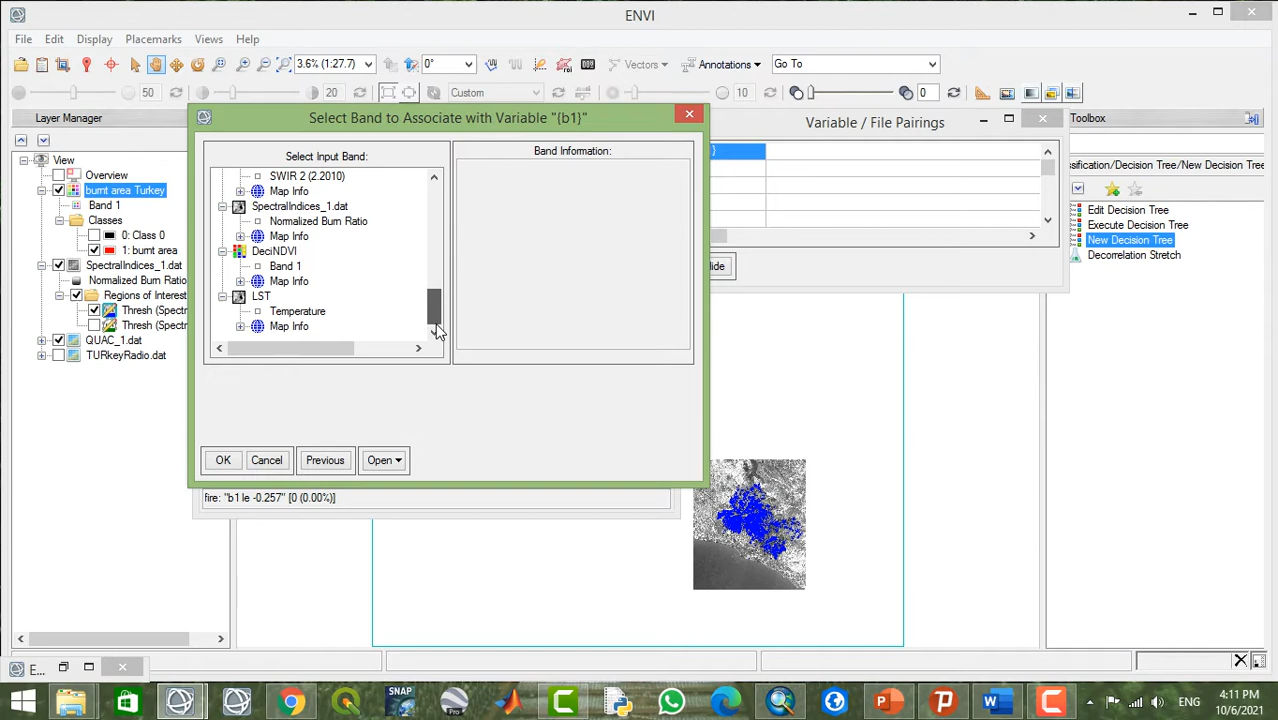 ENVI
File Edit Display Placemarks Views Help
3.6% (1:27.7) 0° Vectors Annotations Go To
50 20 Custom 10 0
Layer Manager
View
Overview
burnt area Turkey
Band 1
Classes
0: Class 0
1: burnt area
SpectralIndices_1.dat
Normalized Burn Ratio
Regions of Interest
Thresh (Spectr
Thresh (Spectr
QUAC_1.dat
TURkeyRadio.dat
Select Band to Associate with Variable "{b1}"
Select Input Band:
SWIR 2 (2.2010)
Map Info
SpectralIndices_1.dat
Normalized Burn Ratio
Map Info
DeciNDVI
Band 1
Map Info
LST
Temperature
Map Info
Band Information:
OK Cancel Previous Open
fire: "b1 le -0.257" [0 (0.00%)]
Variable / File Pairings
}
ide
Toolbox
ssification/Decision Tree/New Decision Tree
Edit Decision Tree
Execute Decision Tree
New Decision Tree
Decorrelation Stretch
E...
SNAP
Pro
ENG
4:11 PM
10/6/2021